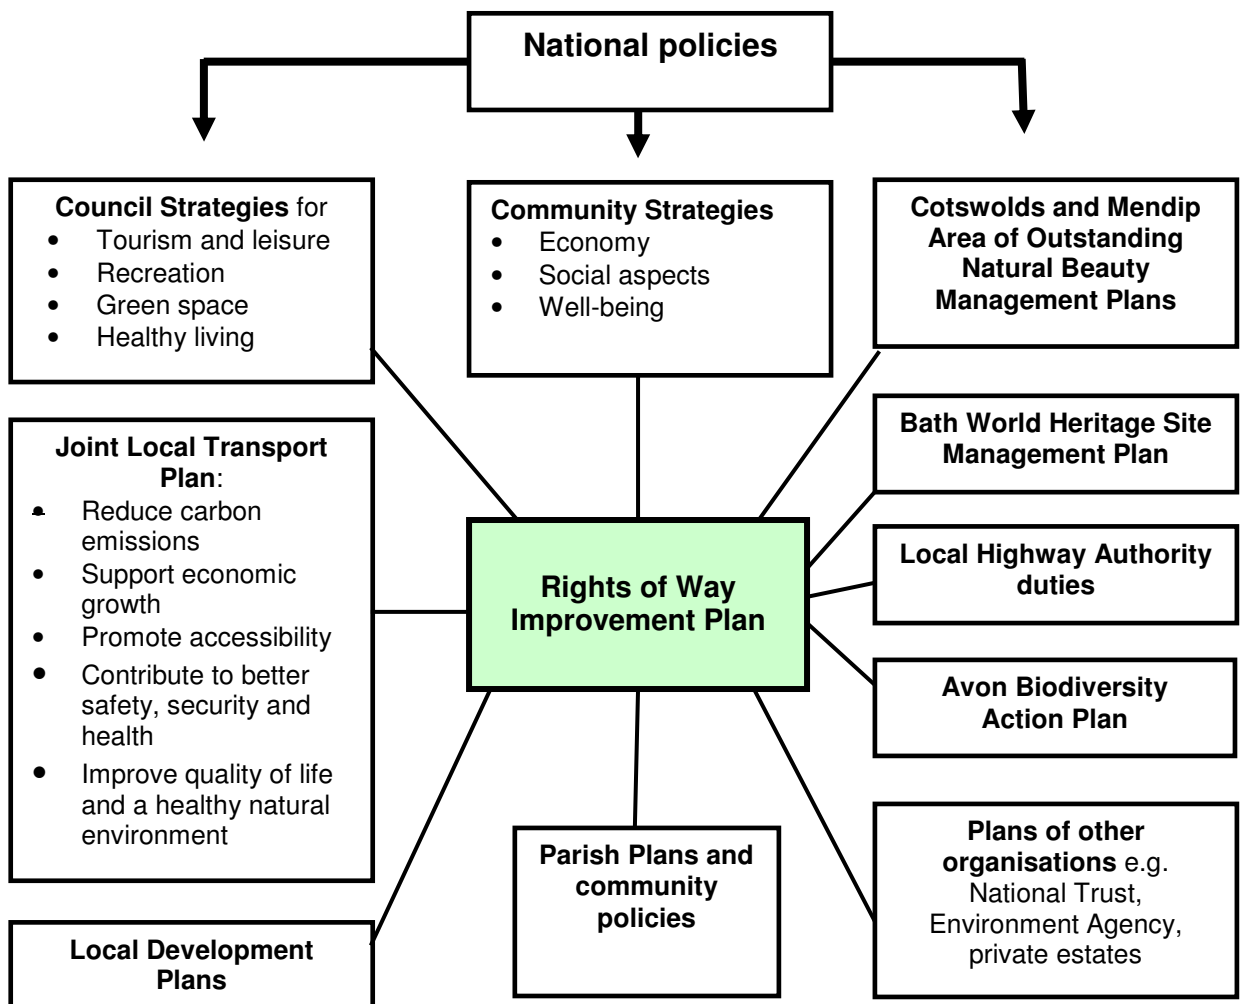 National policies
Council Strategies for
• Tourism and leisure
• Recreation
• Green space
• Healthy living
Community Strategies
• Economy
• Social aspects
• Well-being
Cotswolds and Mendip
Area of Outstanding
Natural Beauty
Management Plans
Joint Local Transport
Plan:
• Reduce carbon
emissions
• Support economic
growth
• Promote accessibility
• Contribute to better
safety, security and
health
• Improve quality of life
and a healthy natural
environment
Rights of Way
Improvement Plan
Bath World Heritage Site
Management Plan
Local Highway Authority
duties
Avon Biodiversity
Action Plan
Local Development
Plans
Parish Plans and
community
policies
Plans of other
organisations e.g.
National Trust,
Environment Agency,
private estates